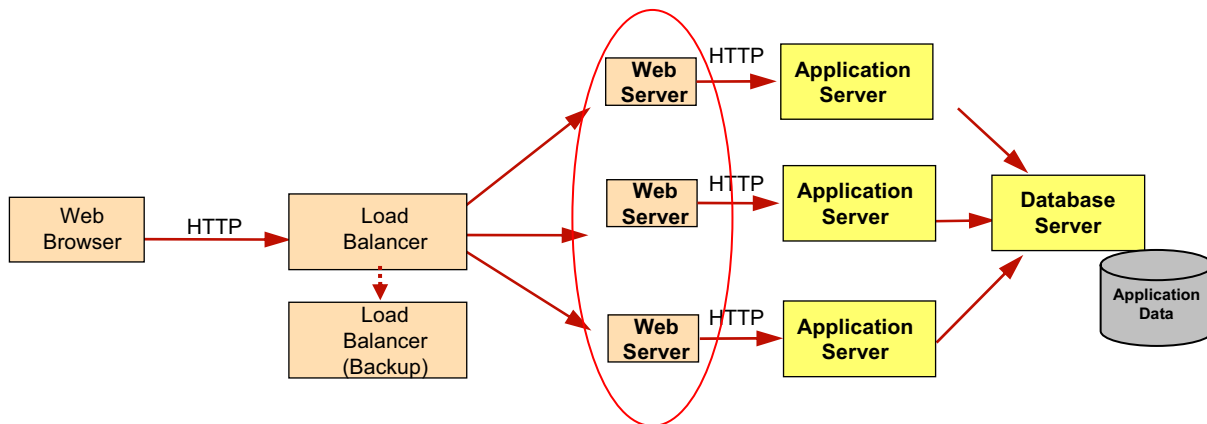 Web
Browser
HTTP
Load
Balancer
Load
Balancer
(Backup)
Web
Server
HTTP
Application
Server
Web
Server
HTTP
Application
Server
Web
Server
HTTP
Application
Server
Database
Server
Application
Data